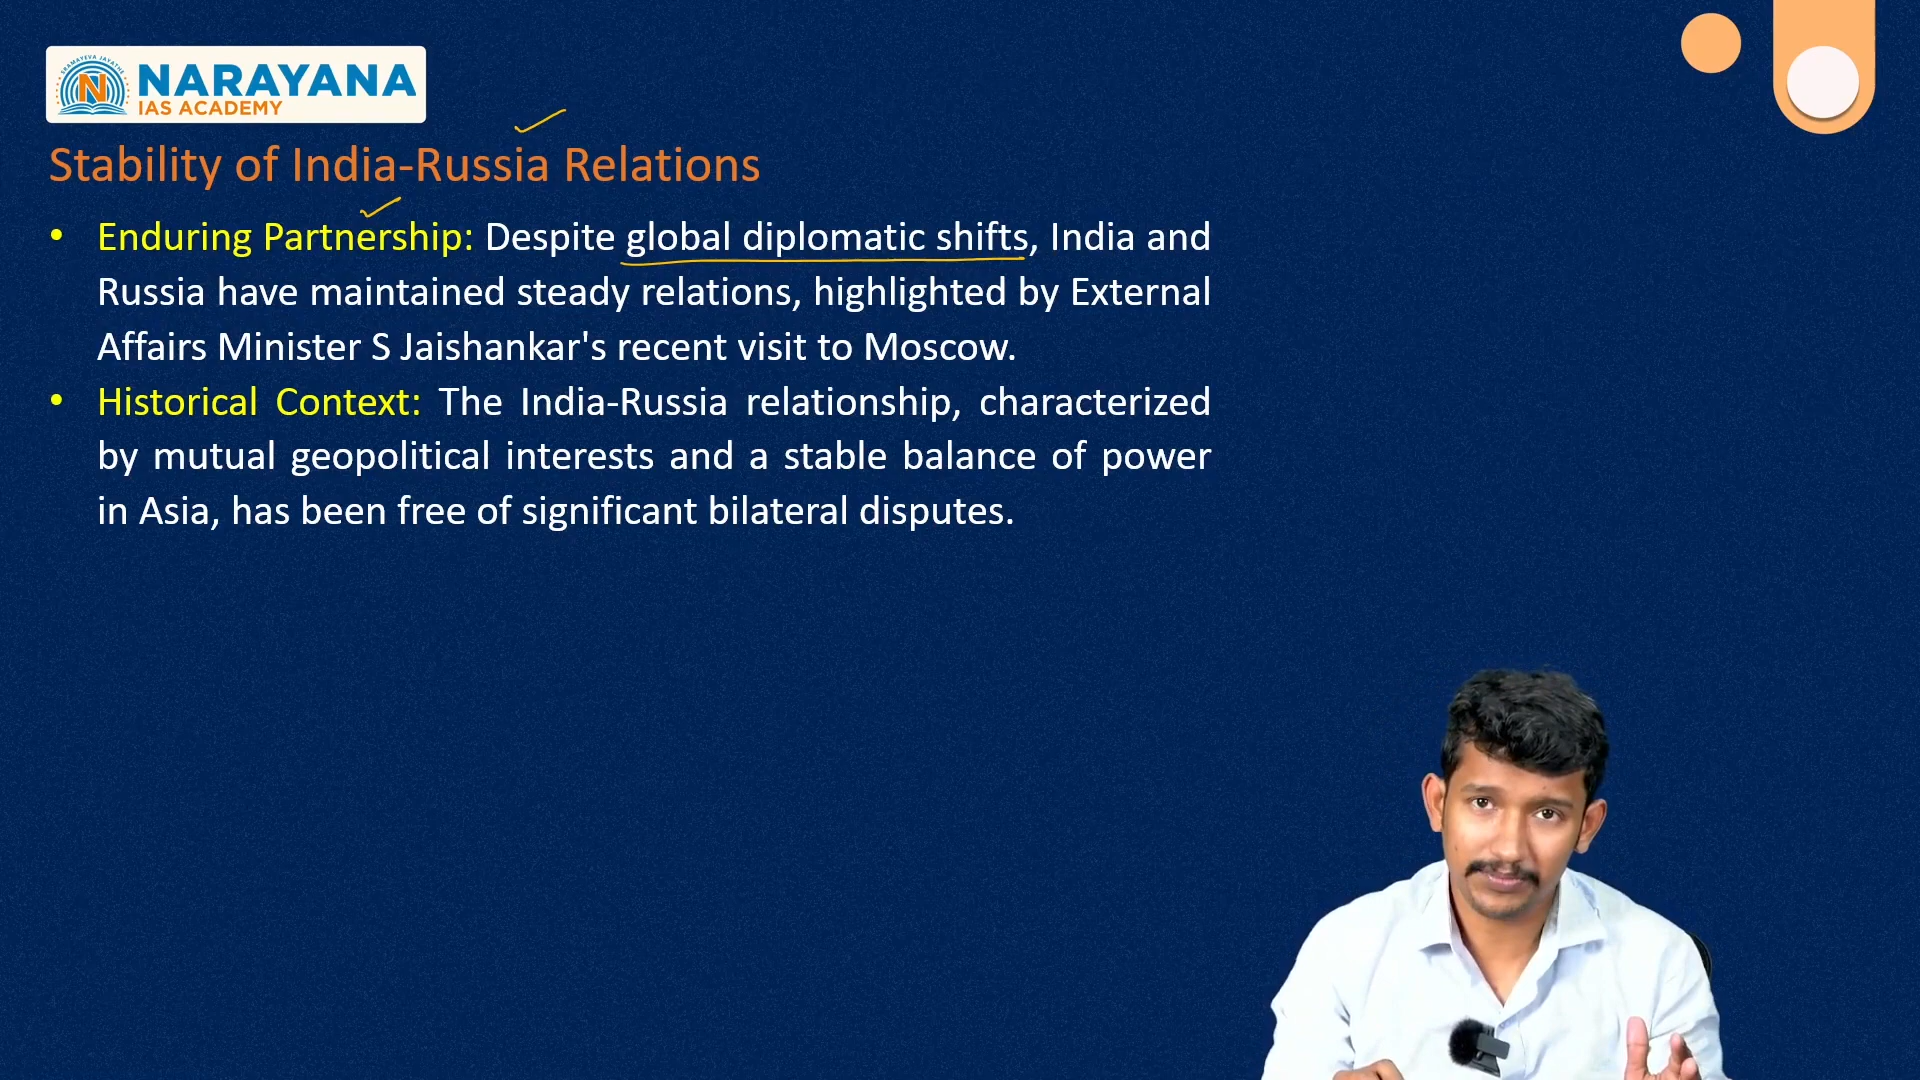 NARAYANA
IAS ACADEMY
Stability of India-Russia Relations
• Enduring Partnership: Despite global diplomatic shifts, India and
Russia have maintained steady relations, highlighted by External
Affairs Minister S Jaishankar's recent visit to Moscow.
• Historical Context: The India-Russia relationship, characterized
by mutual geopolitical interests and a stable balance of power
in Asia, has been free of significant bilateral disputes.